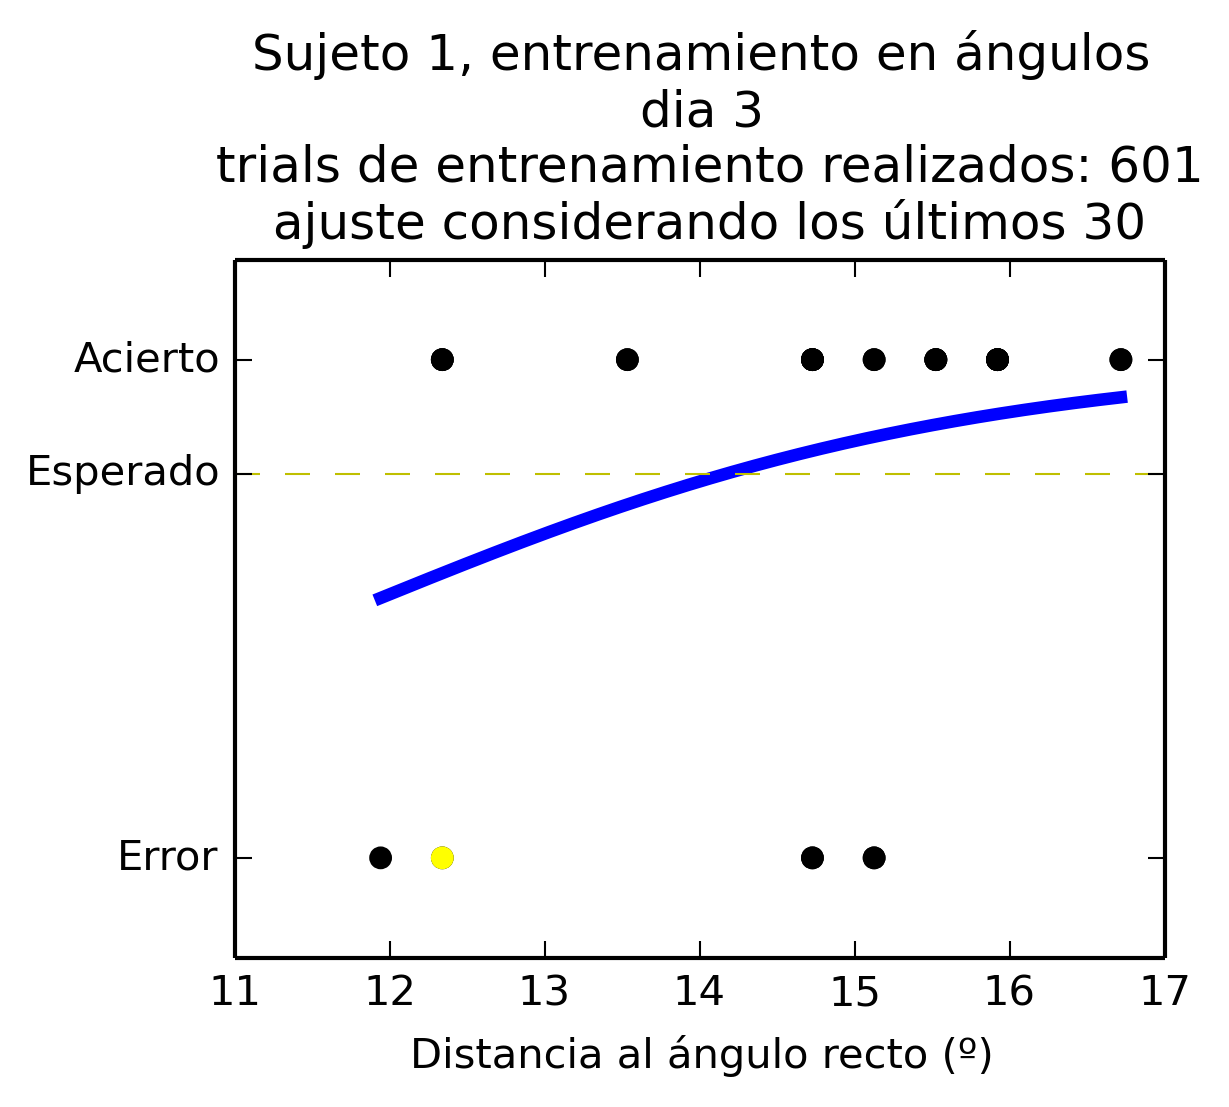 Sujeto 1, entrenamiento en ángulos
dia 3
trials de entrenamiento realizados: 601
ajuste considerando los últimos 30
Acierto
Esperado
Error
11 12 13 14 15 16 17
Distancia al ángulo recto (º)